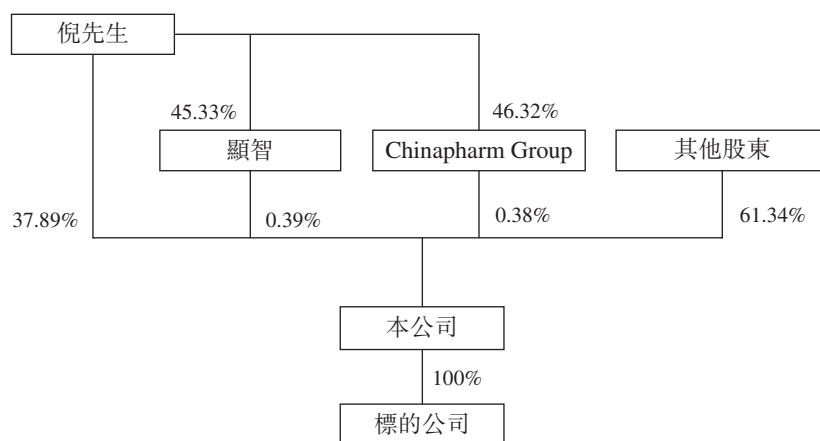 倪先生
45.33%
46.32%
顯智
Chinapharm Group
其他股東
37.89%
0.39%
0.38%
61.34%
本公司
100%
標的公司